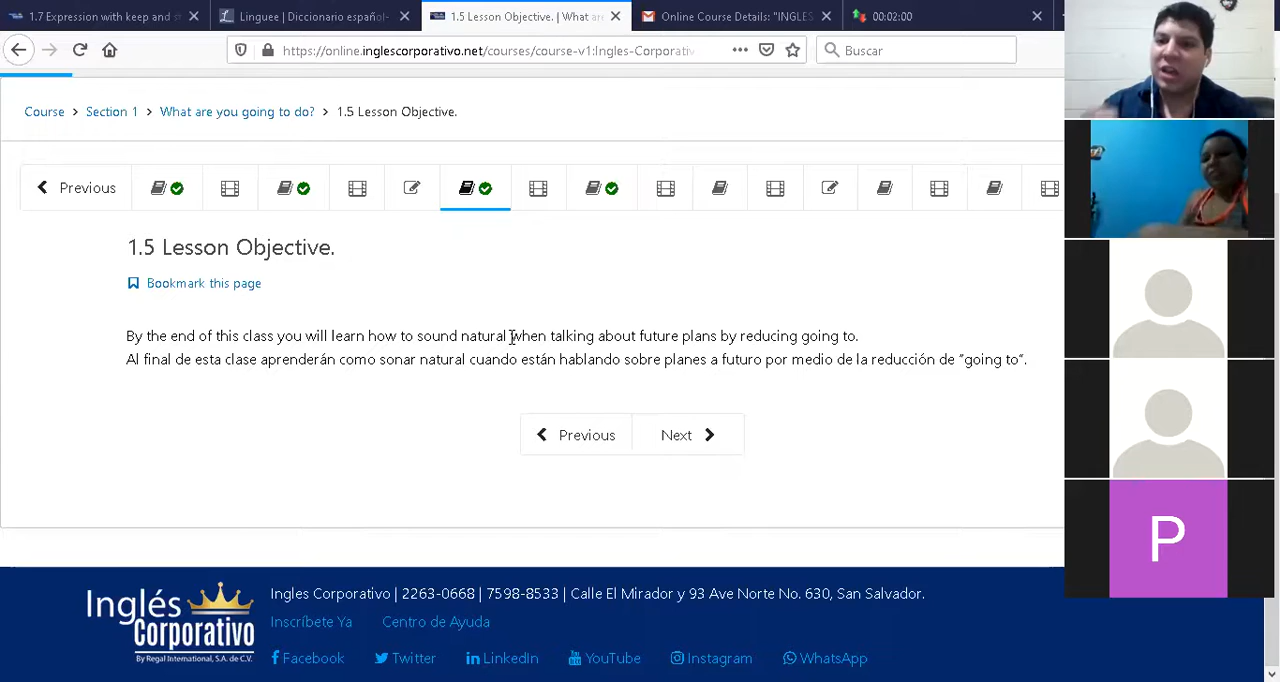 1.7 Expression with keep and
Linguee | Diccionario español-
1.5 Lesson Objective. | What are
Online Course Details: "INGLES
00:02:00
https://online.inglescorporativo.net/courses/course-v1:Ingles-Corporativ
Buscar
Course > Section 1 > What are you going to do? > 1.5 Lesson Objective.
Previous
1.5 Lesson Objective.
Bookmark this page
By the end of this class you will learn how to sound natural when talking about future plans by reducing going to.
Al final de esta clase aprenderán como sonar natural cuando están hablando sobre planes a futuro por medio de la reducción de "going to".
Previous Next
P
Inglés Corporativo
By Regal International, S.A. de C.V.
Ingles Corporativo | 2263-0668 | 7598-8533 | Calle El Mirador y 93 Ave Norte No. 630, San Salvador.
Inscríbete Ya Centro de Ayuda
Facebook Twitter LinkedIn YouTube Instagram WhatsApp